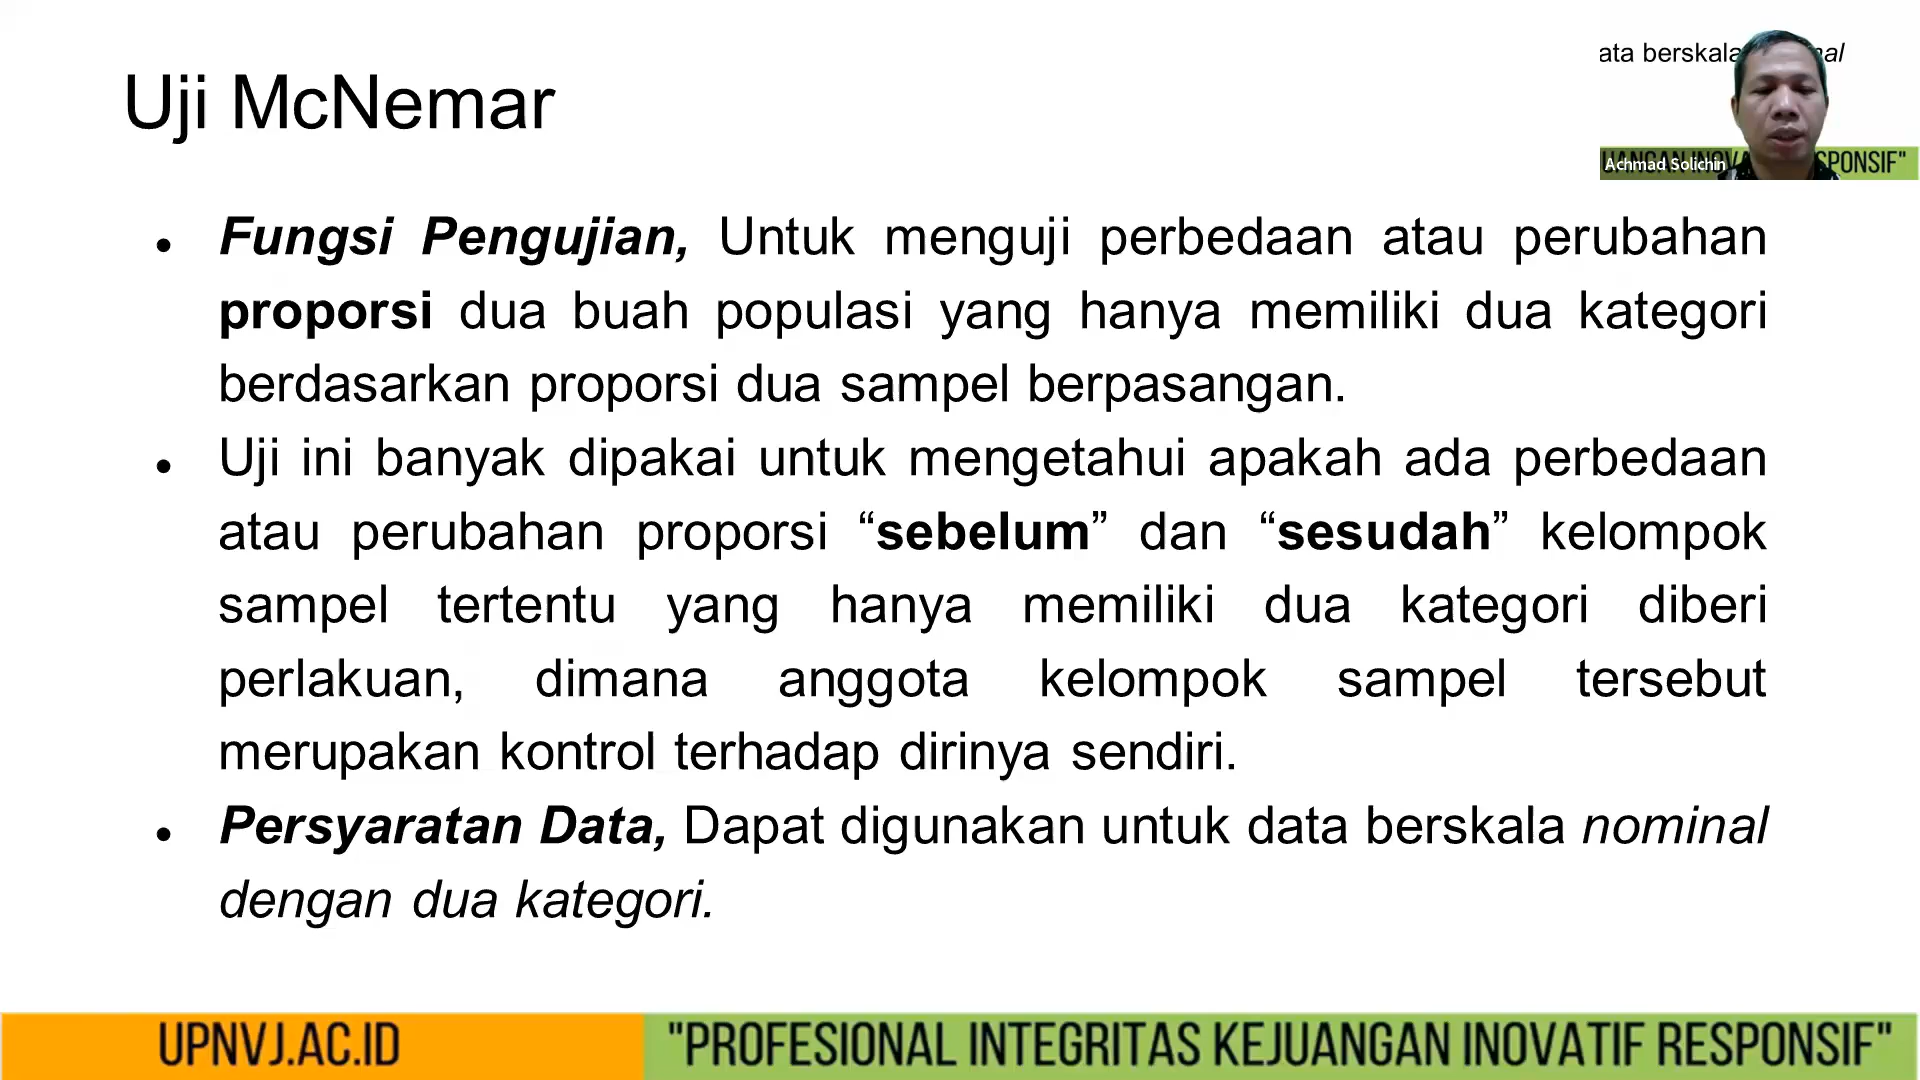 ata berskala
Uji McNemar
Achmad Solichin
PONSIF"
• Fungsi Pengujian, Untuk menguji perbedaan atau perubahan
proporsi dua buah populasi yang hanya memiliki dua kategori
berdasarkan proporsi dua sampel berpasangan.
• Uji ini banyak dipakai untuk mengetahui apakah ada perbedaan
atau perubahan proporsi “sebelum” dan “sesudah” kelompok
sampel tertentu yang hanya memiliki dua kategori diberi
perlakuan, dimana anggota kelompok sampel tersebut
merupakan kontrol terhadap dirinya sendiri.
• Persyaratan Data, Dapat digunakan untuk data berskala nominal
dengan dua kategori.
UPNVJ.AC.ID
"PROFESIONAL INTEGRITAS KEJUANGAN INOVATIF RESPONSIF"